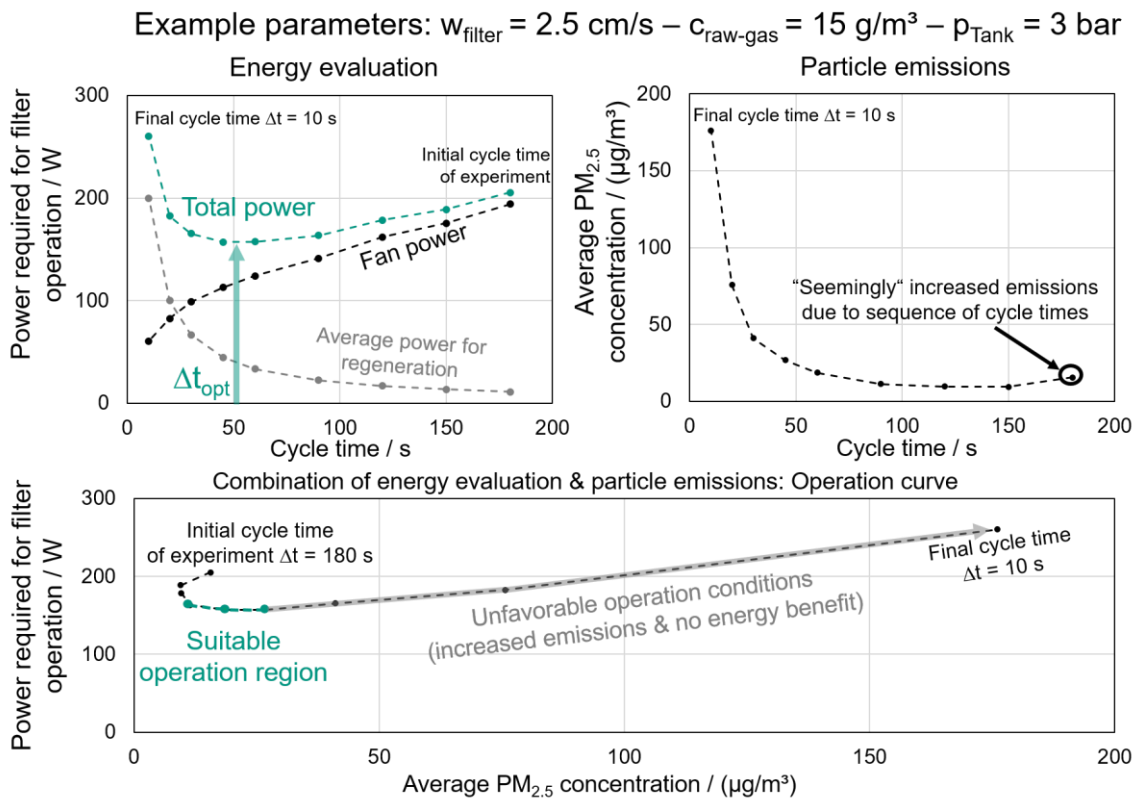 Example parameters: wfilter = 2.5 cm/s – craw-gas = 15 g/m³ – pTank = 3 bar
Energy evaluation
Power required for filter
operation / W
300
200
100
0
Final cycle time Δt = 10 s
Initial cycle time
of experiment
Total power
Fan power
Average power for
regeneration
Δtopt
0
50
100
150
200
Cycle time / s
Particle emissions
Average PM2.5
concentration / (μg/m³)
200
150
100
50
0
Final cycle time Δt = 10 s
“Seemingly“ increased emissions
due to sequence of cycle times
0
50
100
150
200
Cycle time / s
Combination of energy evaluation & particle emissions: Operation curve
Power required for filter
operation / W
300
200
100
0
Initial cycle time
of experiment Δt = 180 s
Suitable
operation region
Unfavorable operation conditions
(increased emissions & no energy benefit)
Final cycle time
Δt = 10 s
0
50
100
150
200
Average PM2.5 concentration / (μg/m³)